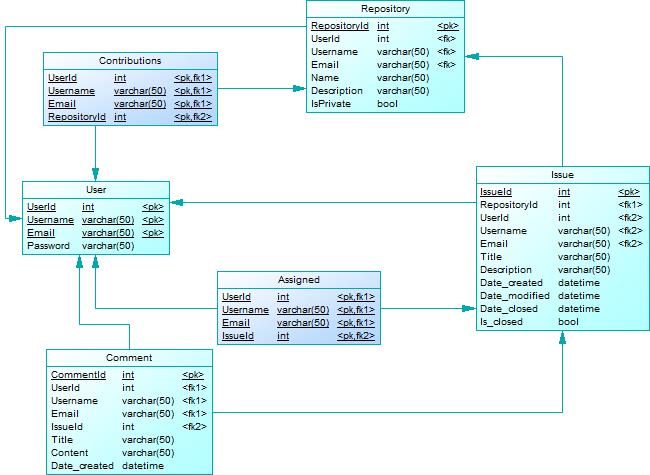 Repository
RepositoryId int <pk>
UserId int <fk>
Username varchar(50) <fk>
Email varchar(50) <fk>
Name varchar(50)
Description varchar(50)
IsPrivate bool
Contributions
UserId int <pk,fk1>
Username varchar(50) <pk,fk1>
Email varchar(50) <pk,fk1>
RepositoryId int <pk,fk2>
User
UserId int <pk>
Username varchar(50) <pk>
Email varchar(50) <pk>
Password varchar(50)
Issue
IssueId int <pk>
RepositoryId int <fk1>
UserId int <fk2>
Username varchar(50) <fk2>
Email varchar(50) <fk2>
Title varchar(50)
Description varchar(50)
Date_created datetime
Date_modified datetime
Date_closed datetime
Is_closed bool
Assigned
UserId int <pk,fk1>
Username varchar(50) <pk,fk1>
Email varchar(50) <pk,fk1>
IssueId int <pk,fk2>
Comment
CommentId int <pk>
UserId int <fk1>
Username varchar(50) <fk1>
Email varchar(50) <fk1>
IssueId int <fk2>
Title varchar(50)
Content varchar(50)
Date_created datetime